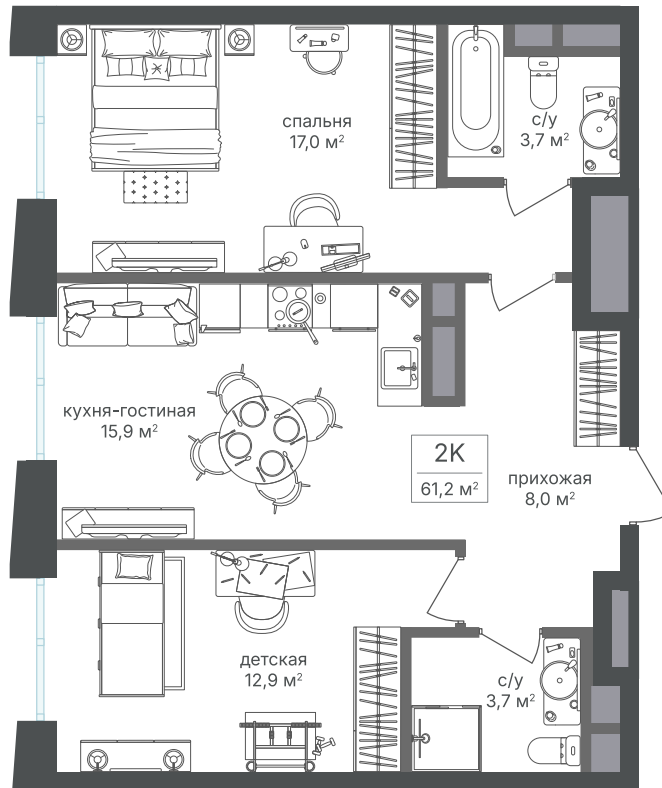 спальня
17,0 м²
с/у
3,7 м²
кухня-гостиная
15,9 м²
2К
61,2 м²
прихожая
8,0 м²
детская
12,9 м²
с/у
3,7 м²